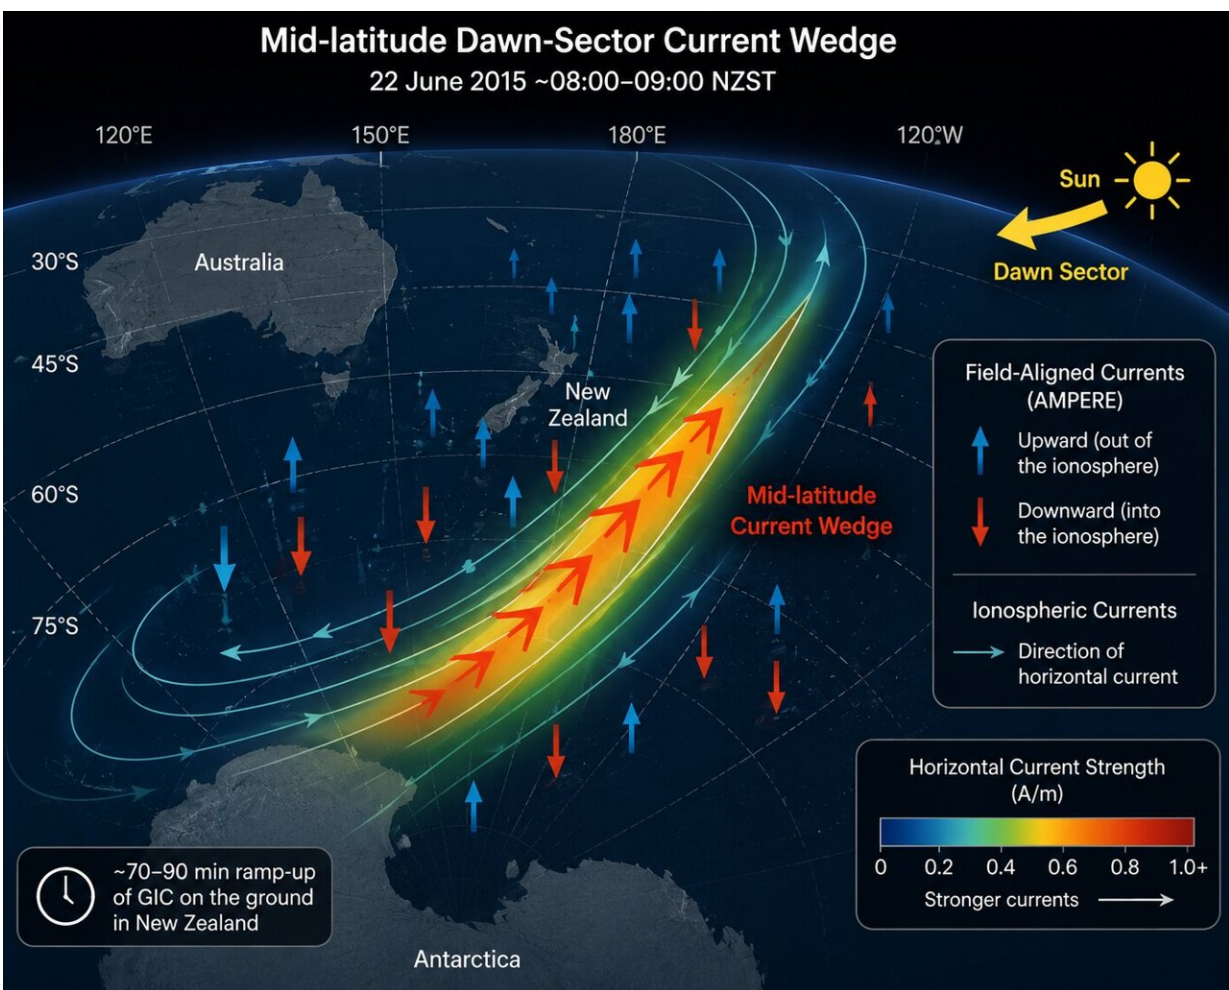 Mid-latitude Dawn-Sector Current Wedge
22 June 2015 ~08:00–09:00 NZST
120°E
150°E
180°E
120°W
Sun
Dawn Sector
30°S
45°S
60°S
75°S
Australia
New
Zealand
Mid-latitude
Current Wedge
Field-Aligned Currents
(AMPERE)
Upward (out of
the ionosphere)
Downward (into
the ionosphere)
Ionospheric Currents
Direction of
horizontal current
Horizontal Current Strength
(A/m)
0 0.2 0.4 0.6 0.8 1.0+
Stronger currents
~70–90 min ramp-up
of GIC on the ground
in New Zealand
Antarctica